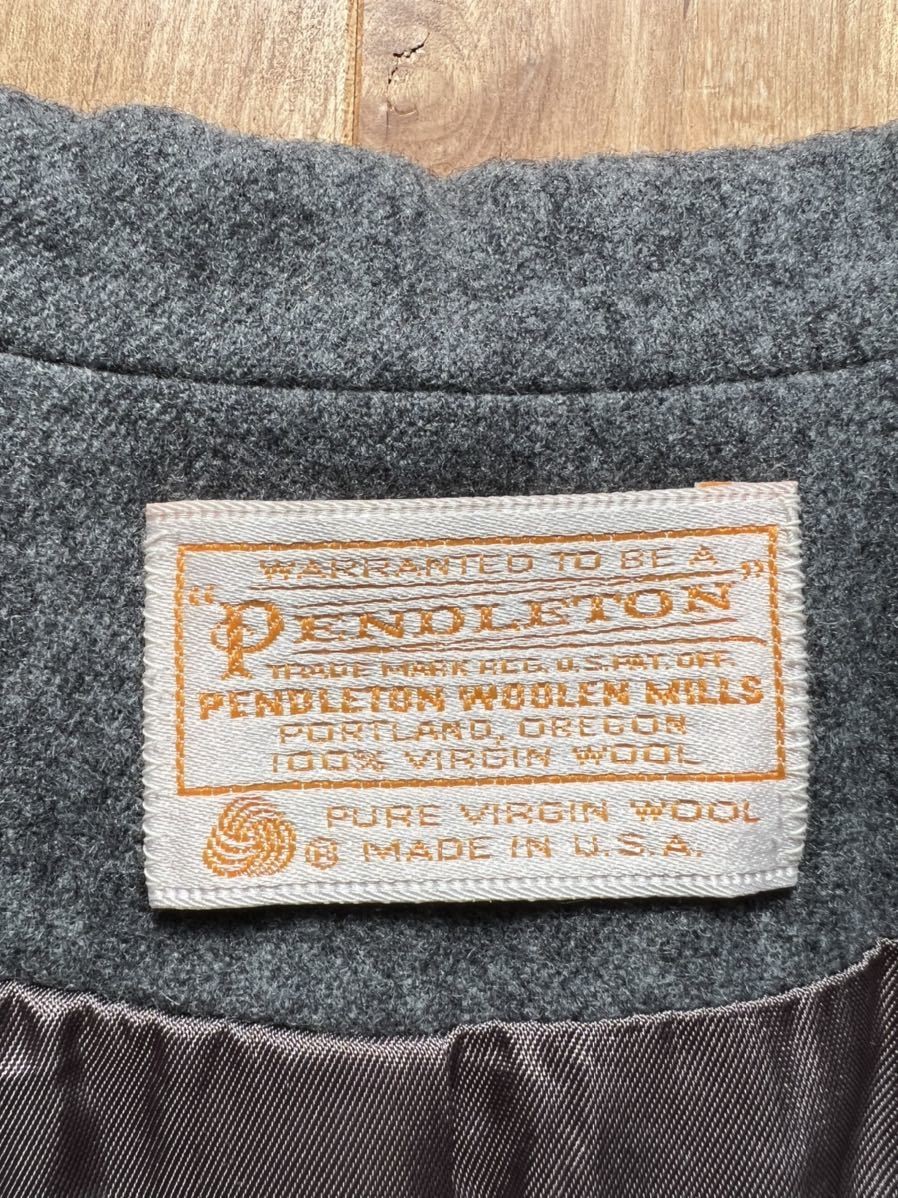 WARRANTED TO BE A
"PENDLETON"
TRADE MARK REG. U.S. PAT. OFF.
PENDLETON WOOLEN MILLS
PORTLAND, OREGON
100% VIRGIN WOOL
PURE VIRGIN WOOL
® MADE IN U.S.A.